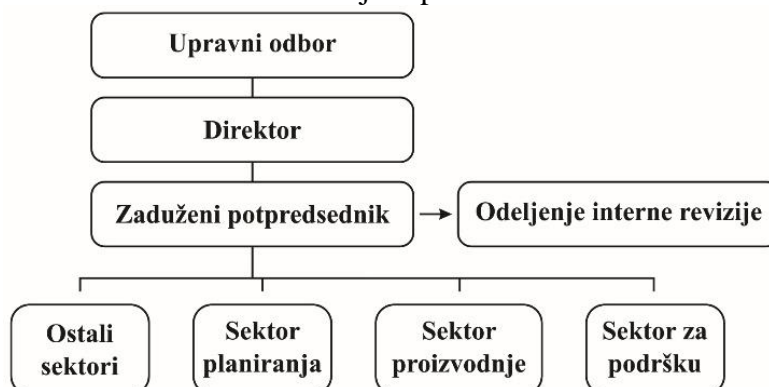 Upravni odbor
Direktor
Zaduženi potpredsednik
Odeljenje interne revizije
Ostali
sektori
Sektor
planiranja
Sektor
proizvodnje
Sektor za
podršku